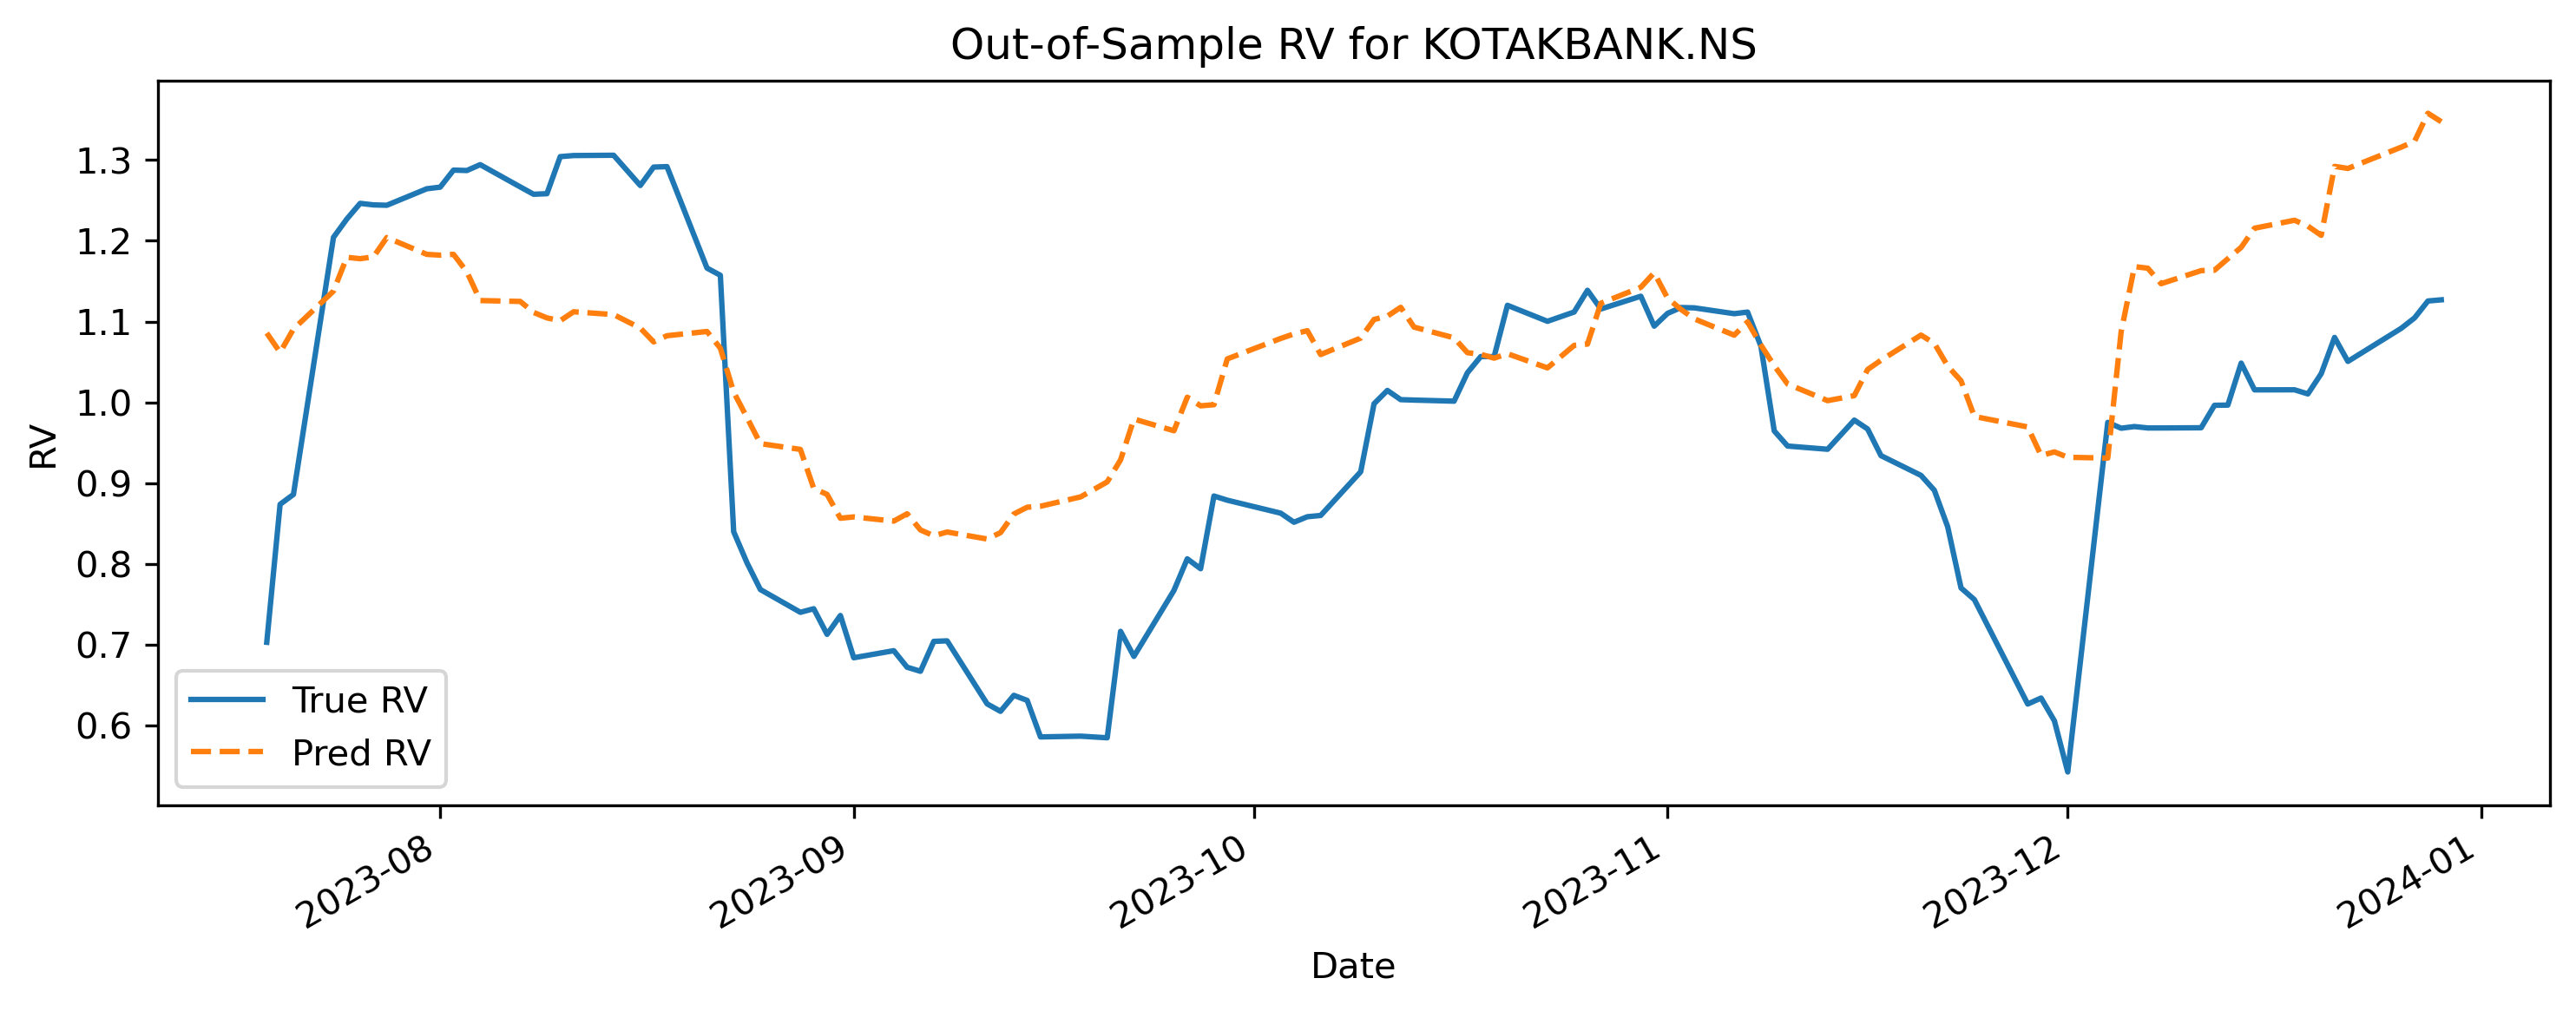 Out-of-Sample RV for KOTAKBANK.NS
RV
1.3
1.2
1.1
1.0
0.9
0.8
0.7
0.6
True RV
Pred RV
2023-08
2023-09
2023-10
2023-11
2023-12
2024-01
Date